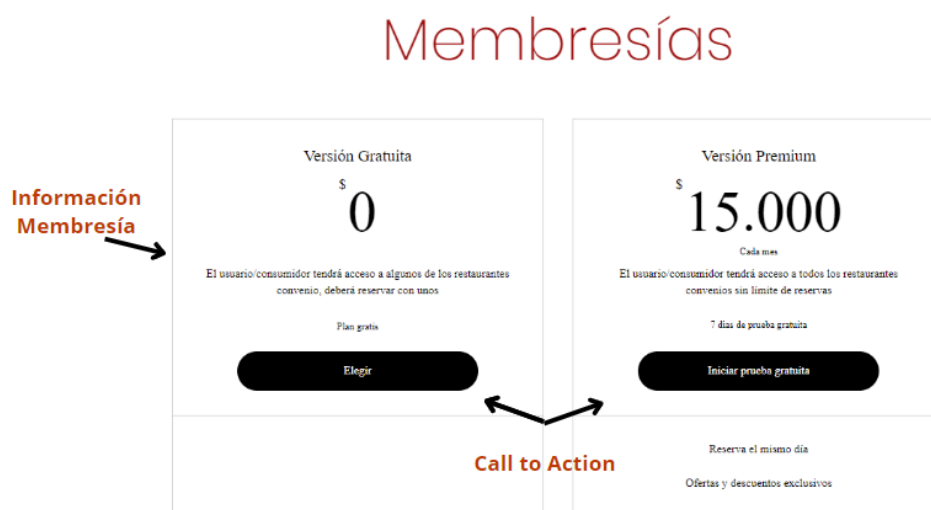 Membresías
Información
Membresía
Versión Gratuita
$
0
El usuario/consumidor tendrá acceso a algunos de los restaurantes
convenio, deberá reservar con unos
Plan gratis
Elegir
Versión Premium
$
15.000
Cada mes
El usuario/consumidor tendrá acceso a todos los restaurantes
convenios sin límite de reservas
7 días de prueba gratuita
Iniciar prueba gratuita
Call to Action
Reserva el mismo día
Ofertas y descuentos exclusivos